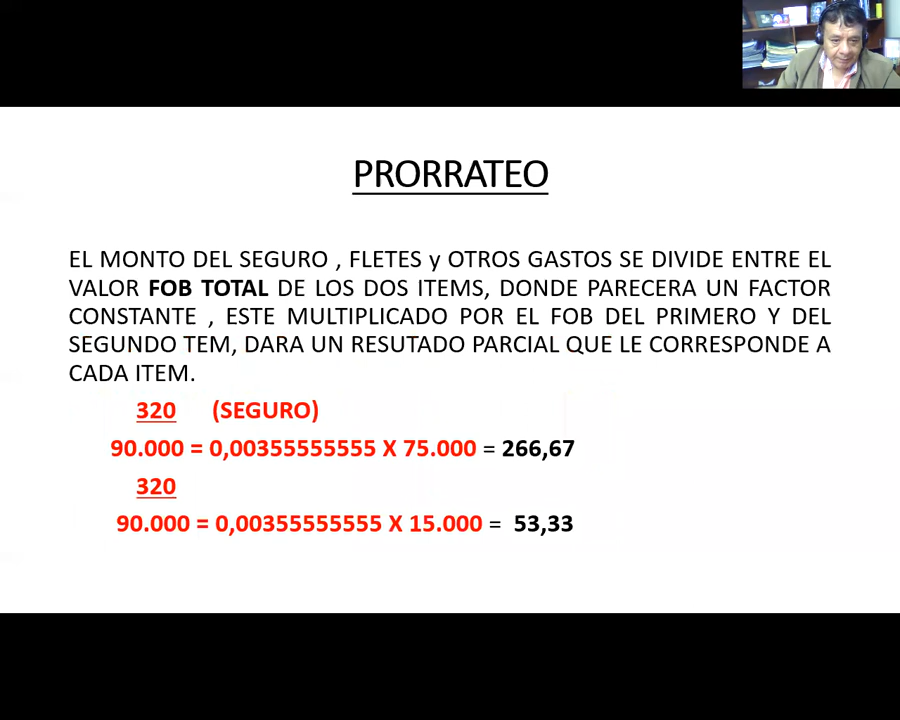 PRORRATEO
EL MONTO DEL SEGURO , FLETES y OTROS GASTOS SE DIVIDE ENTRE EL
VALOR FOB TOTAL DE LOS DOS ITEMS, DONDE PARECERA UN FACTOR
CONSTANTE , ESTE MULTIPLICADO POR EL FOB DEL PRIMERO Y DEL
SEGUNDO TEM, DARA UN RESUTADO PARCIAL QUE LE CORRESPONDE A
CADA ITEM.
320 (SEGURO)
90.000 = 0,00355555555 X 75.000 = 266,67
320
90.000 = 0,00355555555 X 15.000 = 53,33